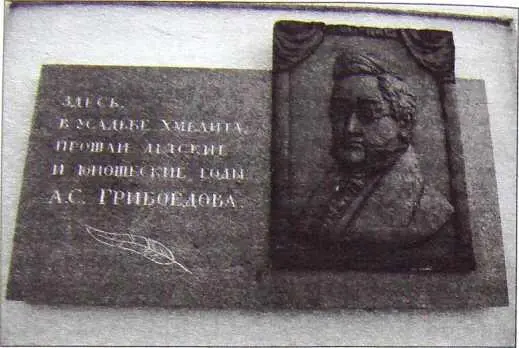 ЗДЕСЬ,
В УСАДЬБЕ ХМЕЛИТА,
ПРОШЛИ ДЕТСКИЕ
И ЮНОШЕСКИЕ ГОДЫ
А.С. ГРИБОЕДОВА.